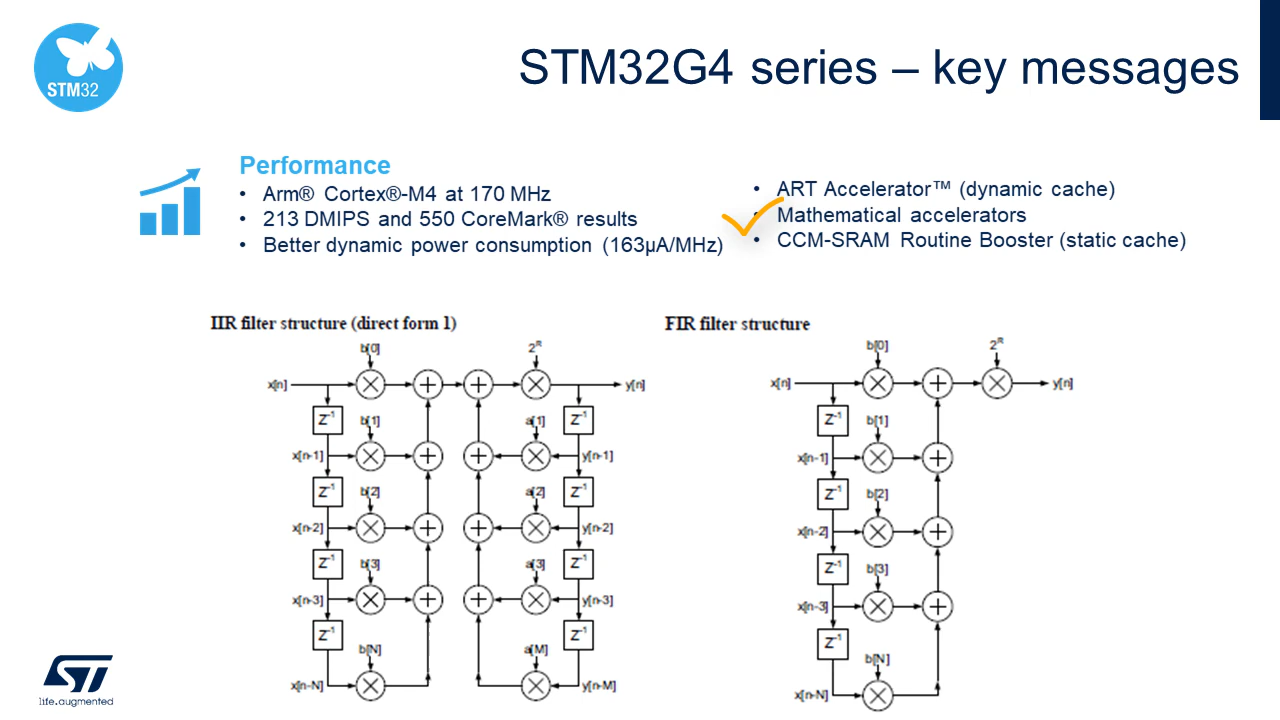 STM32
STM32G4 series – key messages
Performance
• Arm® Cortex®-M4 at 170 MHz
• 213 DMIPS and 550 CoreMark® results
• Better dynamic power consumption (163µA/MHz)
• ART Accelerator™ (dynamic cache)
• Mathematical accelerators
• CCM-SRAM Routine Booster (static cache)
IIR filter structure (direct form 1)
b[0] 2ᴿ
x[n] y[n]
Z⁻¹ b[1] a[1] Z⁻¹
x[n-1] y[n-1]
Z⁻¹ b[2] a[2] Z⁻¹
x[n-2] y[n-2]
Z⁻¹ b[3] a[3] Z⁻¹
x[n-3] y[n-3]
Z⁻¹ b[N] a[M] Z⁻¹
x[n-N] y[n-M]
FIR filter structure
b[0] 2ᴿ
x[n] y[n]
Z⁻¹ b[1]
x[n-1]
Z⁻¹ b[2]
x[n-2]
Z⁻¹ b[3]
x[n-3]
Z⁻¹ b[N]
x[n-N]
ST
life.augmented